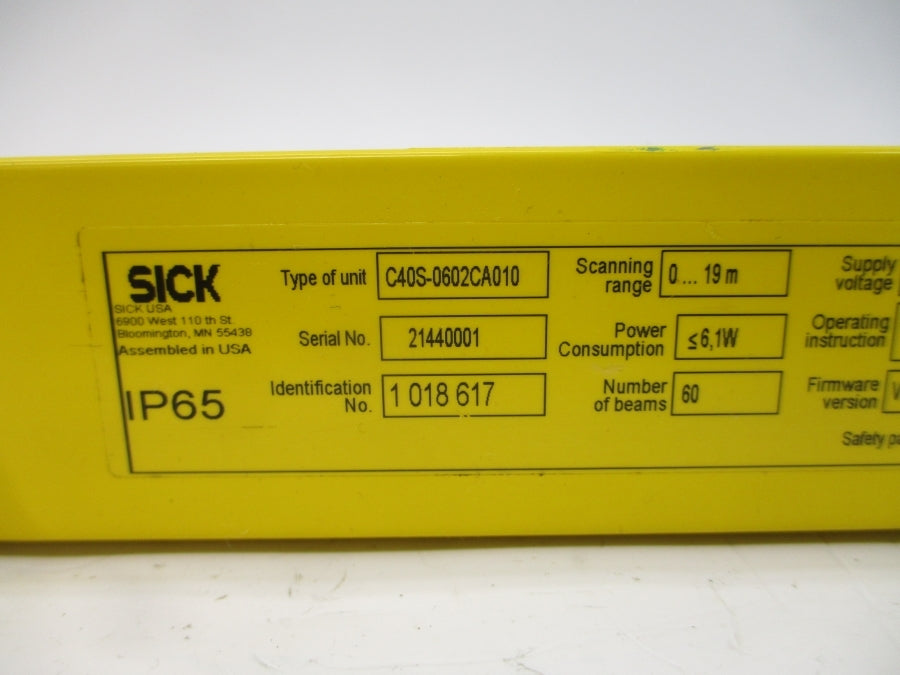 SICK
SICK USA
6900 West 110 th St.
Bloomington, MN 55438
Assembled in USA
IP65
Type of unit C40S-0602CA010
Serial No. 21440001
Identification
No. 1 018 617
Scanning
range 0 ... 19 m
Power
Consumption ≤6,1W
Number
of beams 60
Supply
voltage
Operating
instruction
Firmware
version V
Safety pa